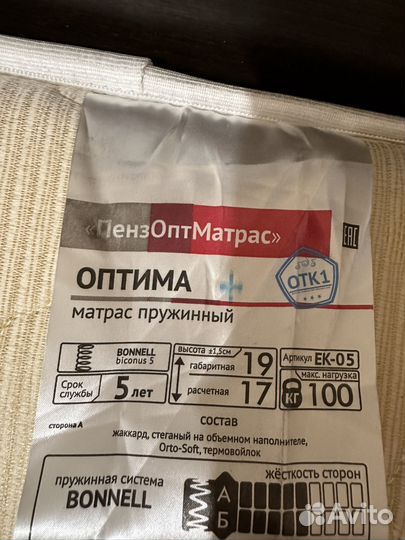 «ПензОптМатрас»
EAC
ОПТИМА
505
ОТК1
матрас пружинный
BONNELL
biconus 5
высота ±1,5см
габаритная 19
расчетная 17
Артикул ЕК-05
макс. нагрузка
кг 100
Срок службы 5 лет
состав
сторона А
жаккард, стеганый на объемном наполнителе,
Orto-Soft, термовойлок
пружинная система
BONNELL
жёсткость сторон
А
Б
Avito